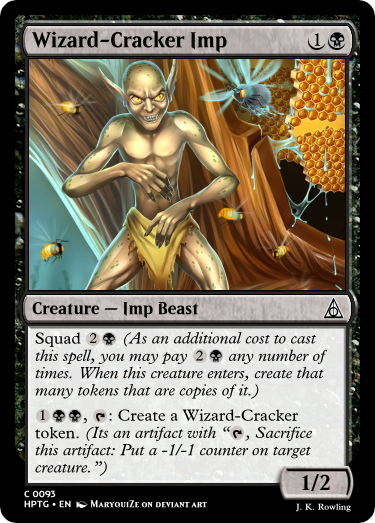 Wizard-Cracker Imp 1
Creature — Imp Beast
Squad 2 (As an additional cost to cast
this spell, you may pay 2 any number of
times. When this creature enters, create that
many tokens that are copies of it.)
1, : Create a Wizard-Cracker
token. (Its an artifact with “, Sacrifice
this artifact: Put a -1/-1 counter on target
creature.”)
1/2
C 0093
HPTG • EN MaryquiZe on deviant art
J. K. Rowling